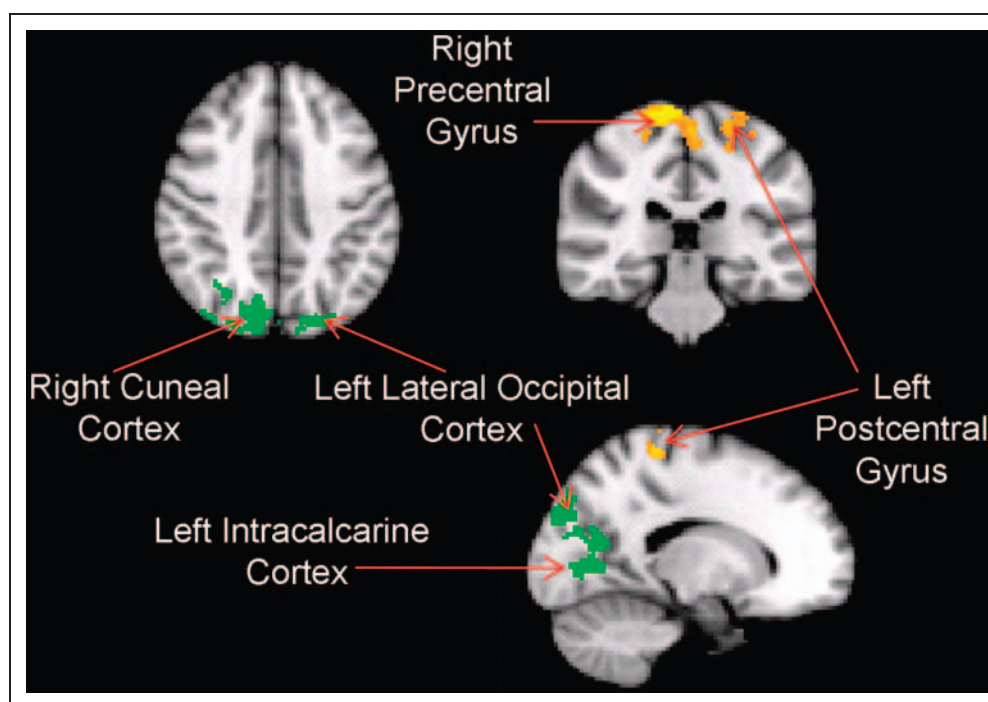 Right
Precentral
Gyrus
Right Cuneal
Cortex
Left Lateral Occipital
Cortex
Left
Postcentral
Gyrus
Left Intracalcarine
Cortex